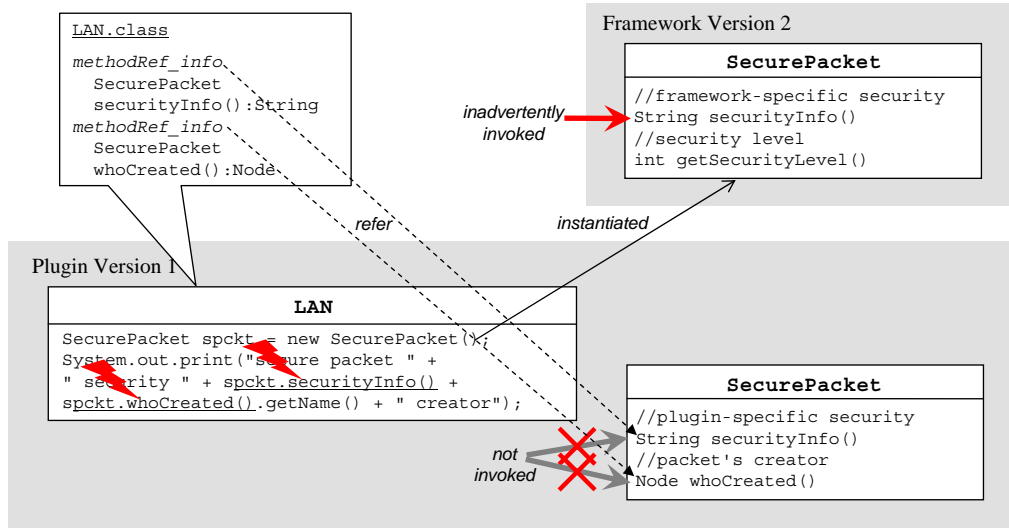 LAN.class
methodRef_info
SecurePacket
securityInfo():String
methodRef_info
SecurePacket
whoCreated():Node
Framework Version 2
SecurePacket
//framework-specific security
String securityInfo()
//security level
int getSecurityLevel()
inadvertently
invoked
refer
instantiated
Plugin Version 1
LAN
SecurePacket spckt = new SecurePacket();
System.out.print("secure packet " +
" security " + spckt.securityInfo() +
spckt.whoCreated().getName() + " creator");
not
invoked
SecurePacket
//plugin-specific security
String securityInfo()
//packet's creator
Node whoCreated()